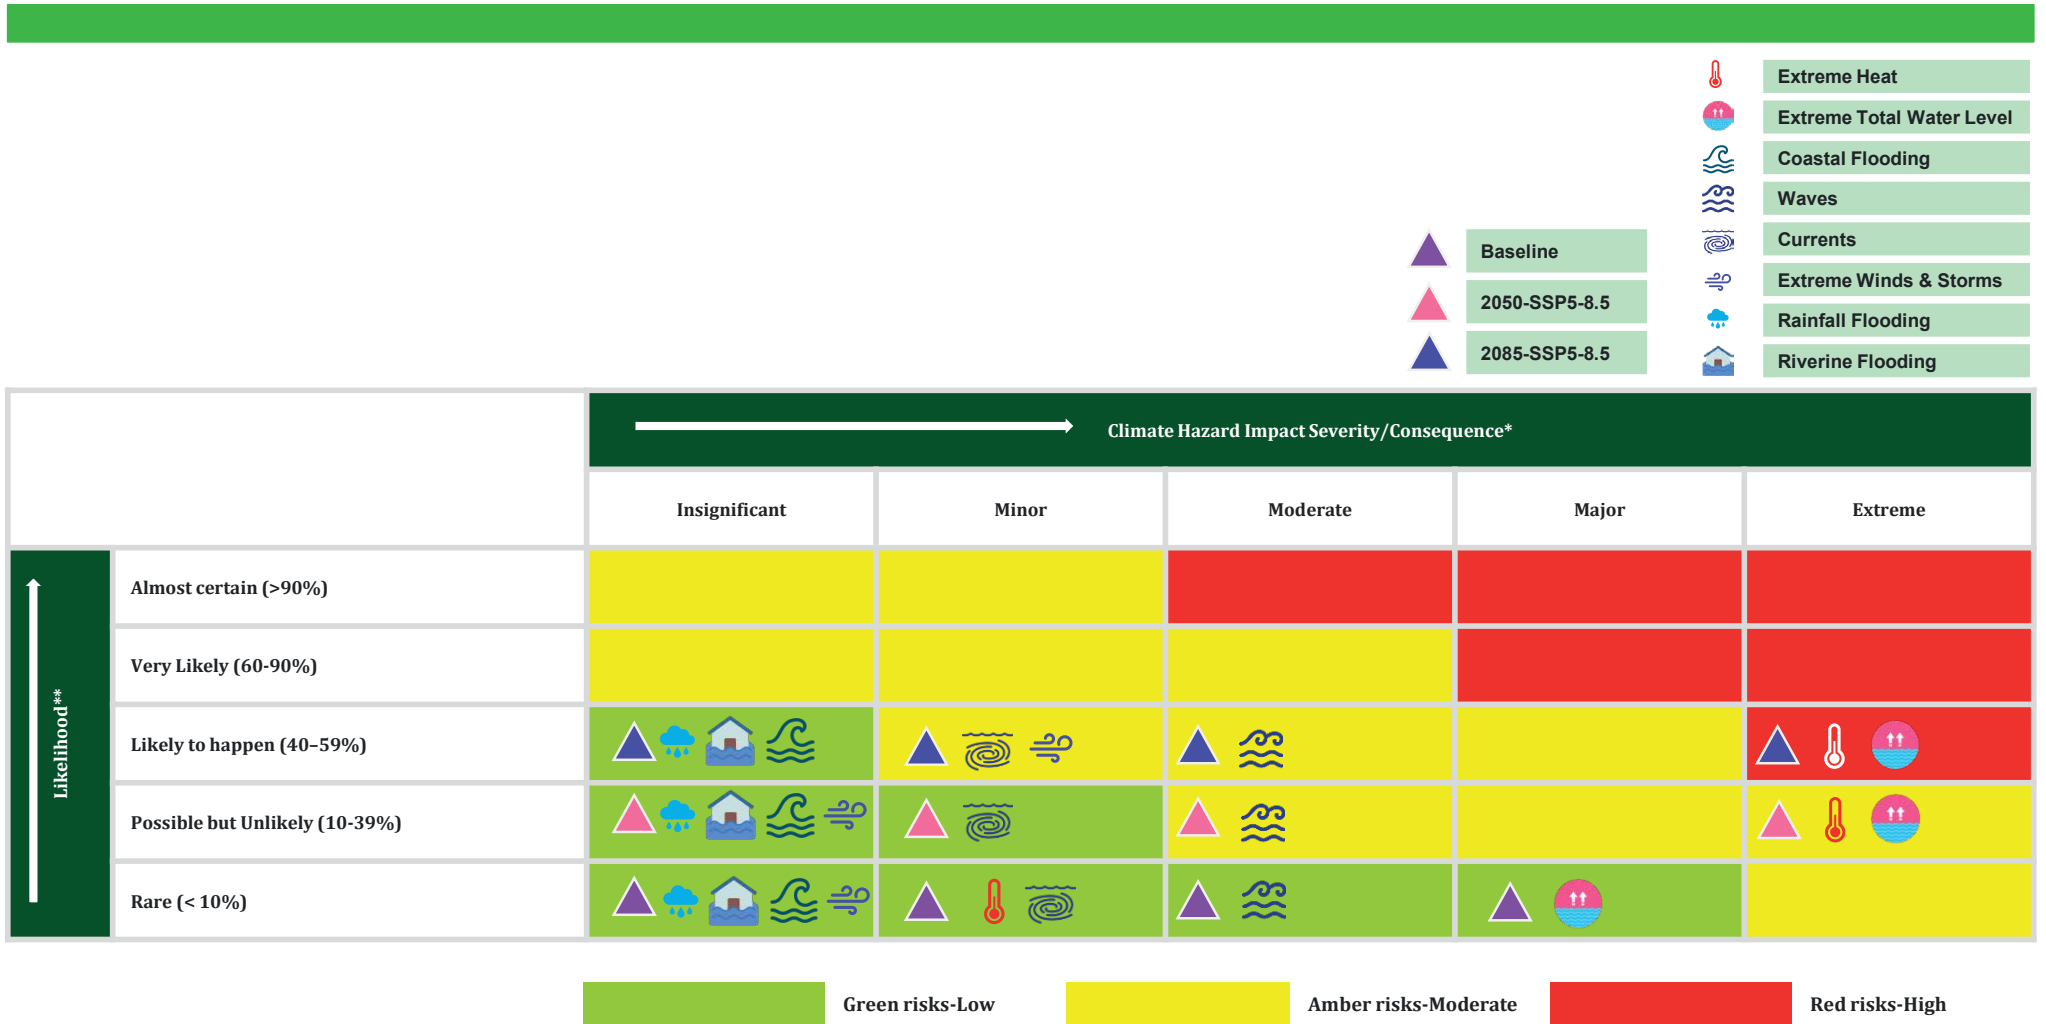 Extreme Heat
Extreme Total Water Level
Coastal Flooding
Waves
Currents
Extreme Winds & Storms
Rainfall Flooding
Riverine Flooding
Baseline
2050-SSP5-8.5
2085-SSP5-8.5
Climate Hazard Impact Severity/Consequence*
Insignificant
Minor
Moderate
Major
Extreme
Likelihood**
Almost certain (>90%)
Very Likely (60-90%)
Likely to happen (40–59%)
Possible but Unlikely (10-39%)
Rare (< 10%)
Green risks-Low
Amber risks-Moderate
Red risks-High